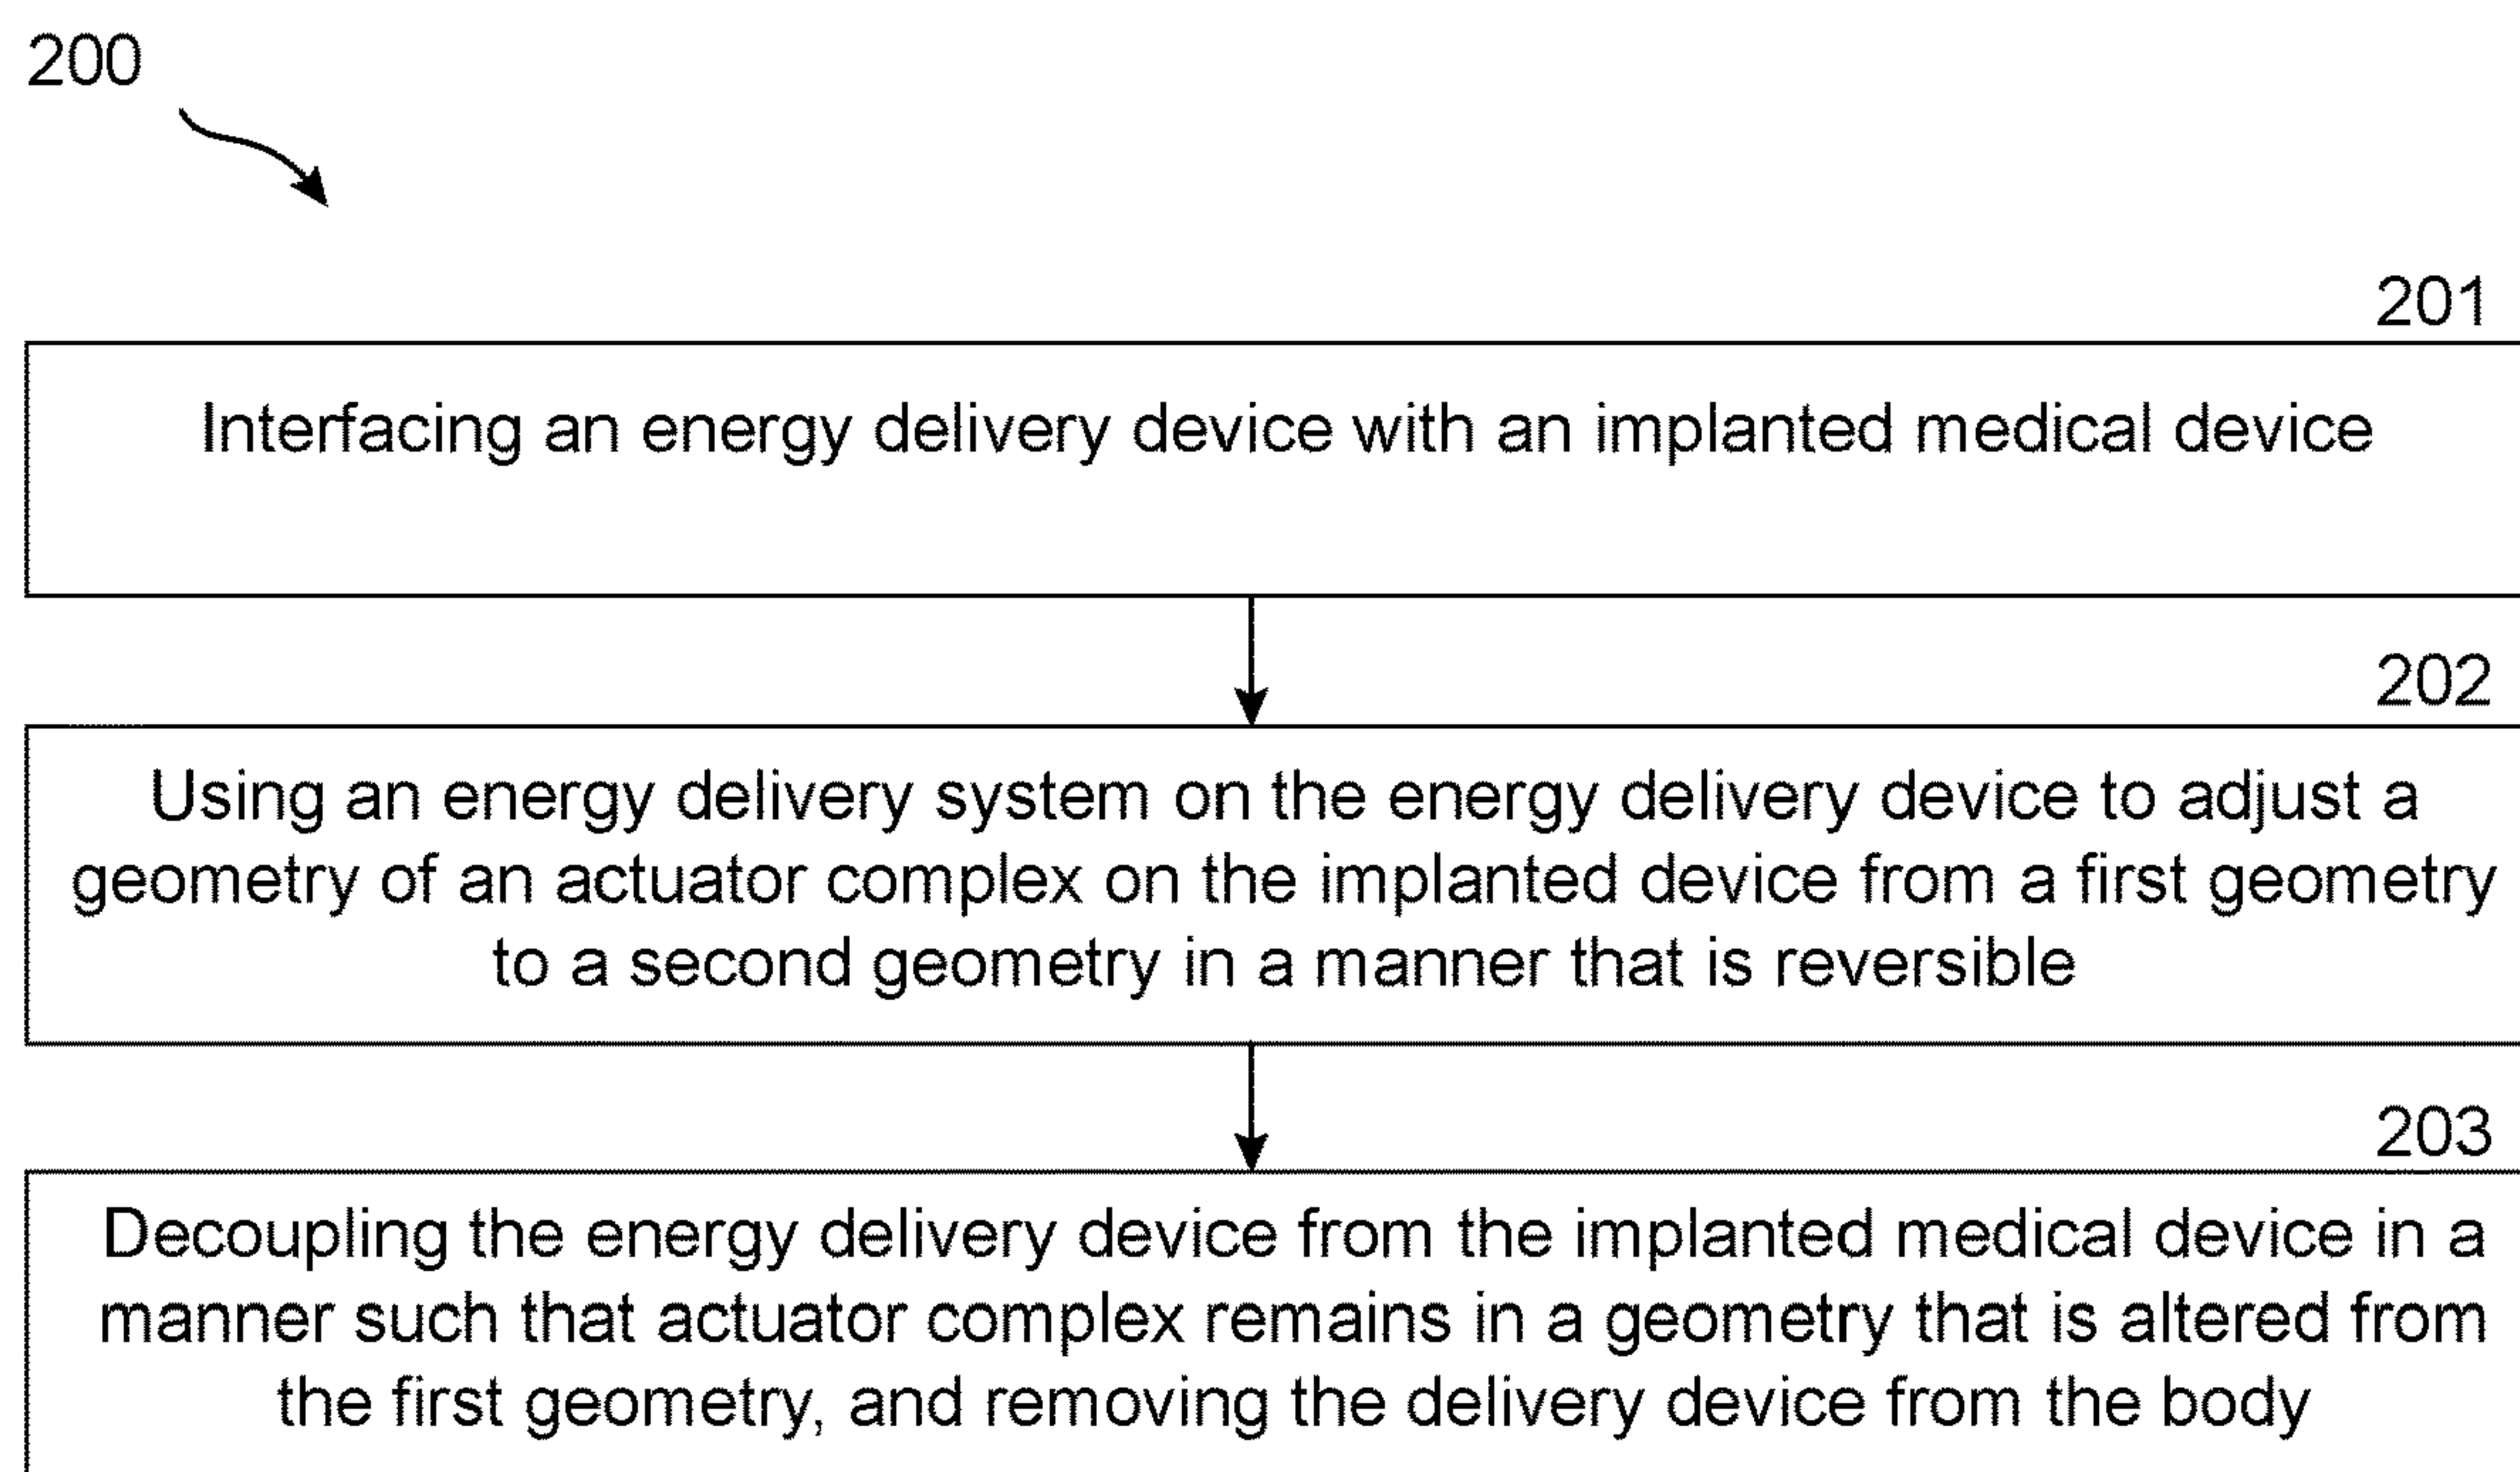 200
201
Interfacing an energy delivery device with an implanted medical device
202
Using an energy delivery system on the energy delivery device to adjust a
geometry of an actuator complex on the implanted device from a first geometry
to a second geometry in a manner that is reversible
203
Decoupling the energy delivery device from the implanted medical device in a
manner such that actuator complex remains in a geometry that is altered from
the first geometry, and removing the delivery device from the body